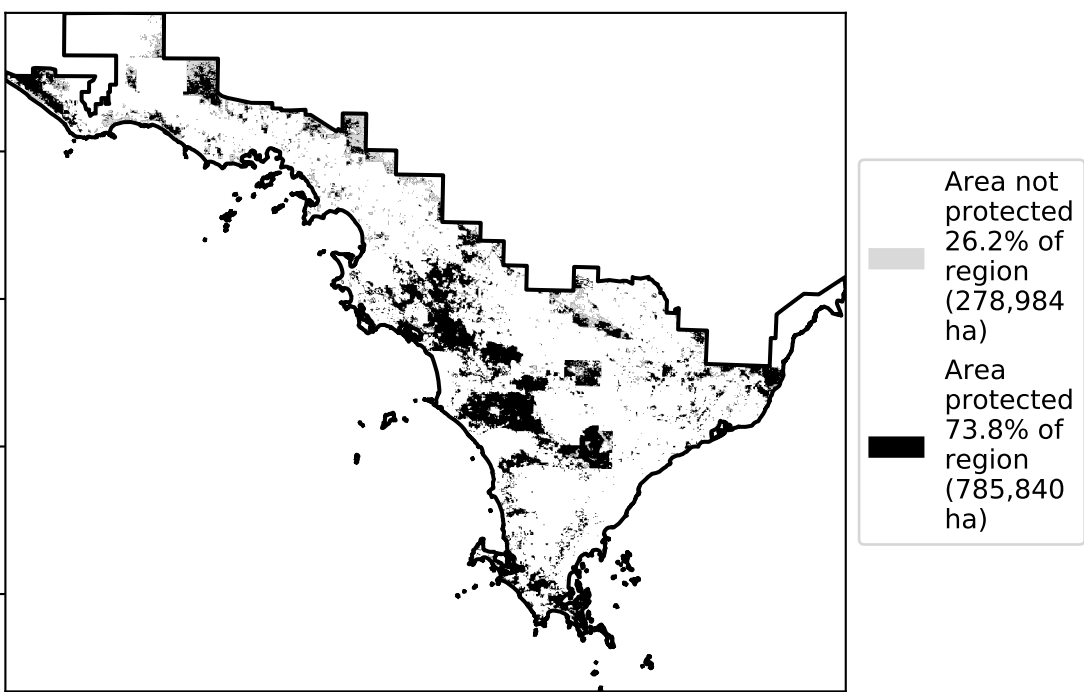 Area not
protected
26.2% of
region
(278,984
ha)
Area
protected
73.8% of
region
(785,840
ha)